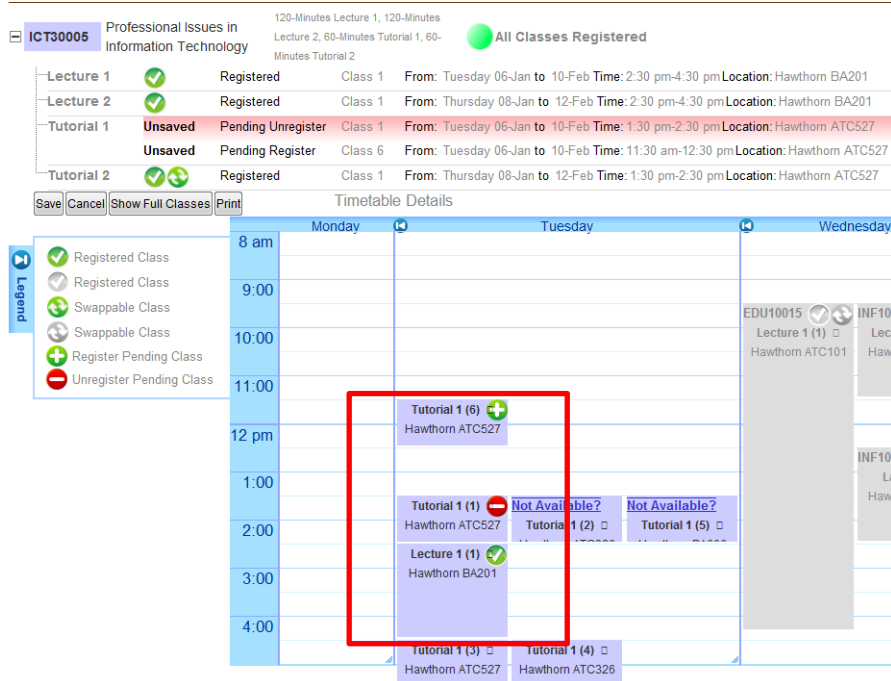 120-Minutes Lecture 1, 120-Minutes
ICT30005 Professional Issues in Lecture 2, 60-Minutes Tutorial 1, 60- All Classes Registered
Information Technology
Minutes Tutorial 2
Lecture 1 Registered Class 1 From: Tuesday 06-Jan to 10-Feb Time: 2:30 pm-4:30 pm Location: Hawthorn BA201
Lecture 2 Registered Class 1 From: Thursday 08-Jan to 12-Feb Time: 2:30 pm-4:30 pm Location: Hawthorn BA201
Tutorial 1 Unsaved Pending Unregister Class 1 From: Tuesday 06-Jan to 10-Feb Time: 1:30 pm-2:30 pm Location: Hawthorn ATC527
Unsaved Pending Register Class 6 From: Tuesday 06-Jan to 10-Feb Time: 11:30 am-12:30 pm Location: Hawthorn ATC527
Tutorial 2 Registered Class 1 From: Thursday 08-Jan to 12-Feb Time: 1:30 pm-2:30 pm Location: Hawthorn ATC527
Save Cancel Show Full Classes Print Timetable Details
Monday Tuesday Wednesday
Legend
Registered Class
Registered Class
Swappable Class
Swappable Class
Register Pending Class
Unregister Pending Class
8 am
9:00
EDU10015 INF10
Lecture 1 (1) Lec
10:00
Hawthorn ATC101 Haw
11:00
Tutorial 1 (6)
Hawthorn ATC527
12 pm
INF10
1:00
Haw
Tutorial 1 (1) Not Available? Not Available?
Hawthorn ATC527 Tutorial 1 (2) Tutorial 1 (5)
2:00
Lecture 1 (1)
Hawthorn BA201
3:00
4:00
Tutorial 1 (3) Tutorial 1 (4)
Hawthorn ATC527 Hawthorn ATC326